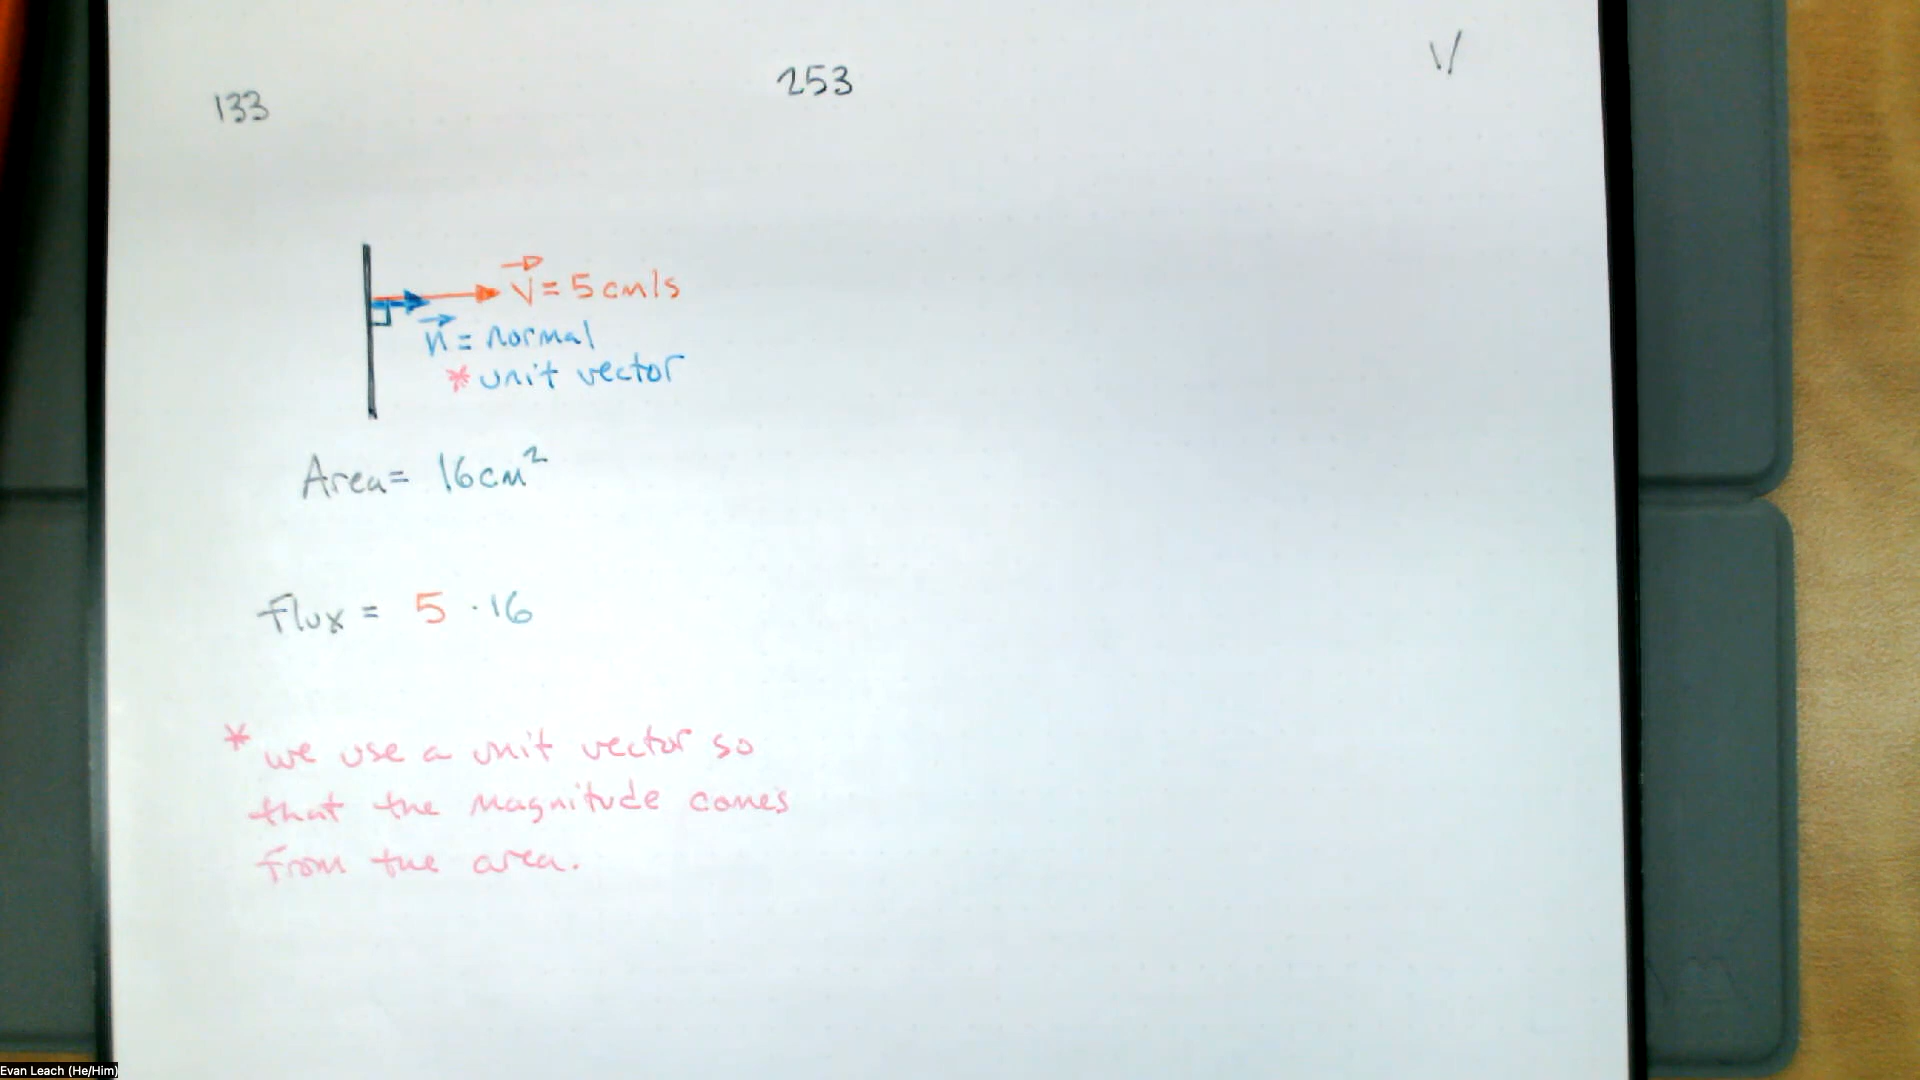 133
253
V
v = 5 cm/s
n = normal
* unit vector
Area = 16cm²
flux = 5 · 16
* we use a unit vector so
that the magnitude comes
from the area.
Evan Leach (He/Him)